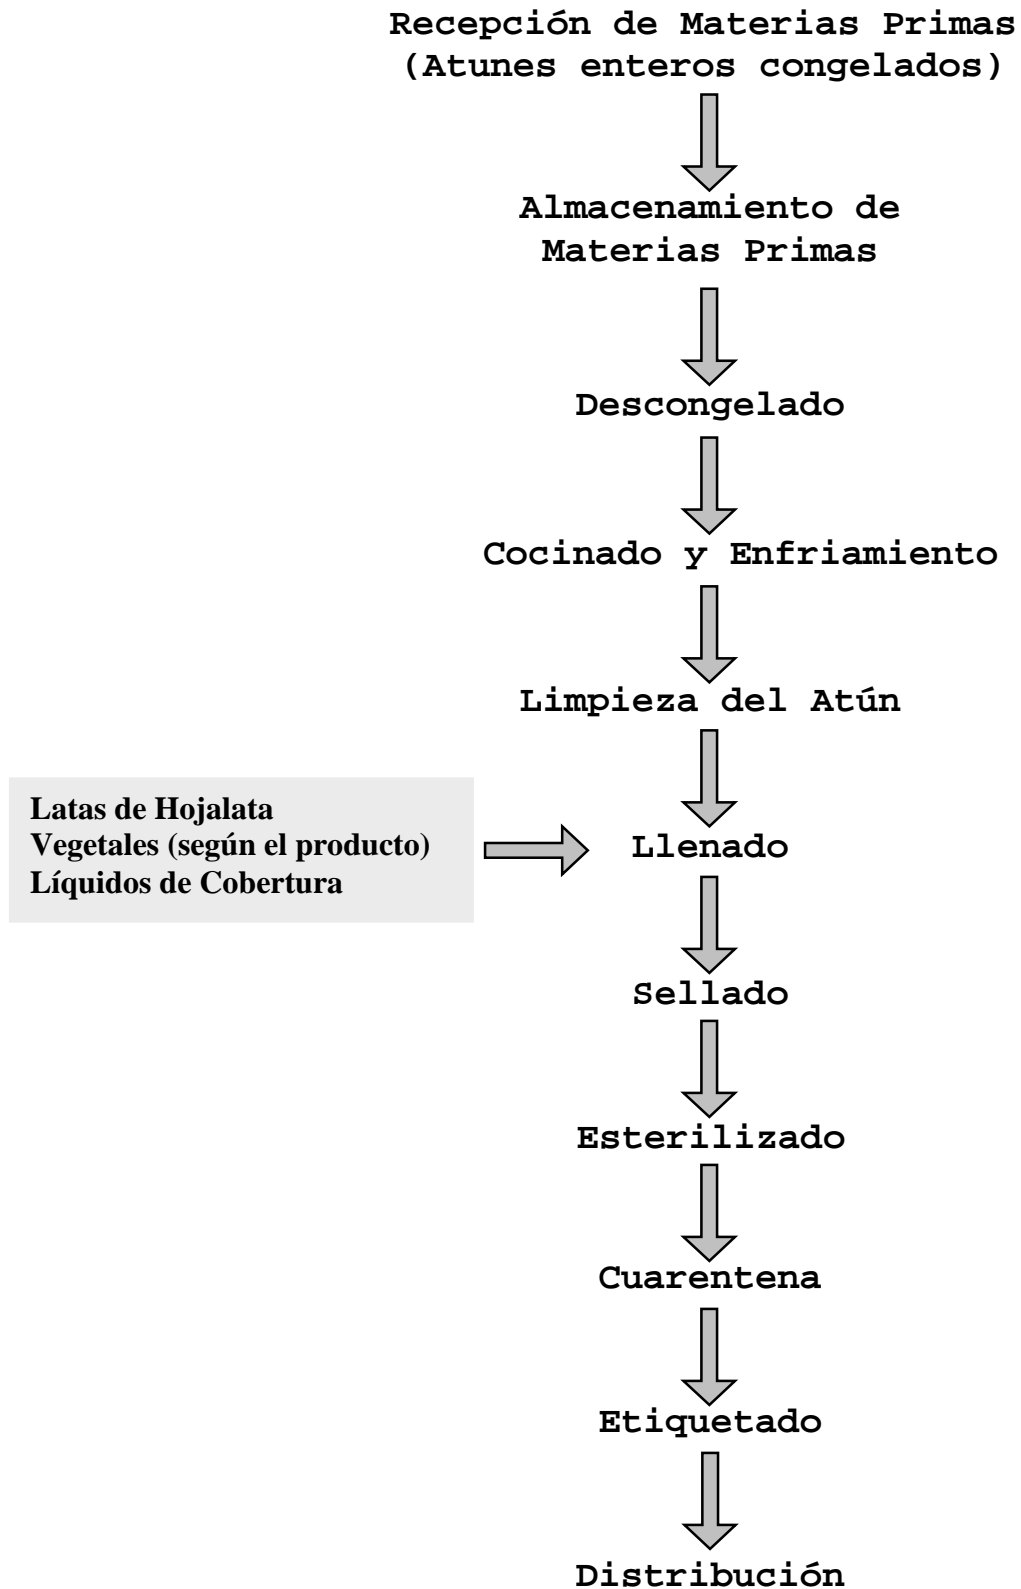 Recepción de Materias Primas
(Atunes enteros congelados)
Almacenamiento de
Materias Primas
Descongelado
Cocinado y Enfriamiento
Limpieza del Atún
Latas de Hojalata
Vegetales (según el producto)
Líquidos de Cobertura
Llenado
Sellado
Esterilizado
Cuarentena
Etiquetado
Distribución